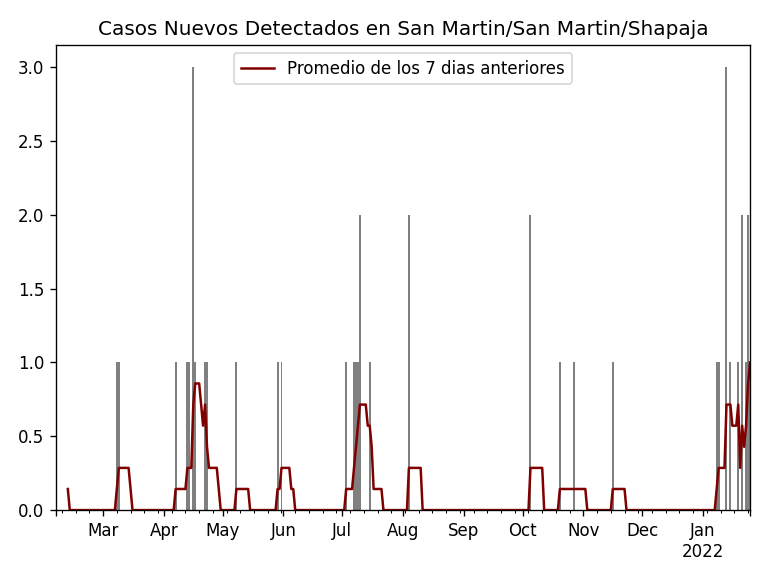 Casos Nuevos Detectados en San Martin/San Martin/Shapaja
Promedio de los 7 dias anteriores
3.0
2.5
2.0
1.5
1.0
0.5
0.0
Mar Apr May Jun Jul Aug Sep Oct Nov Dec Jan
2022